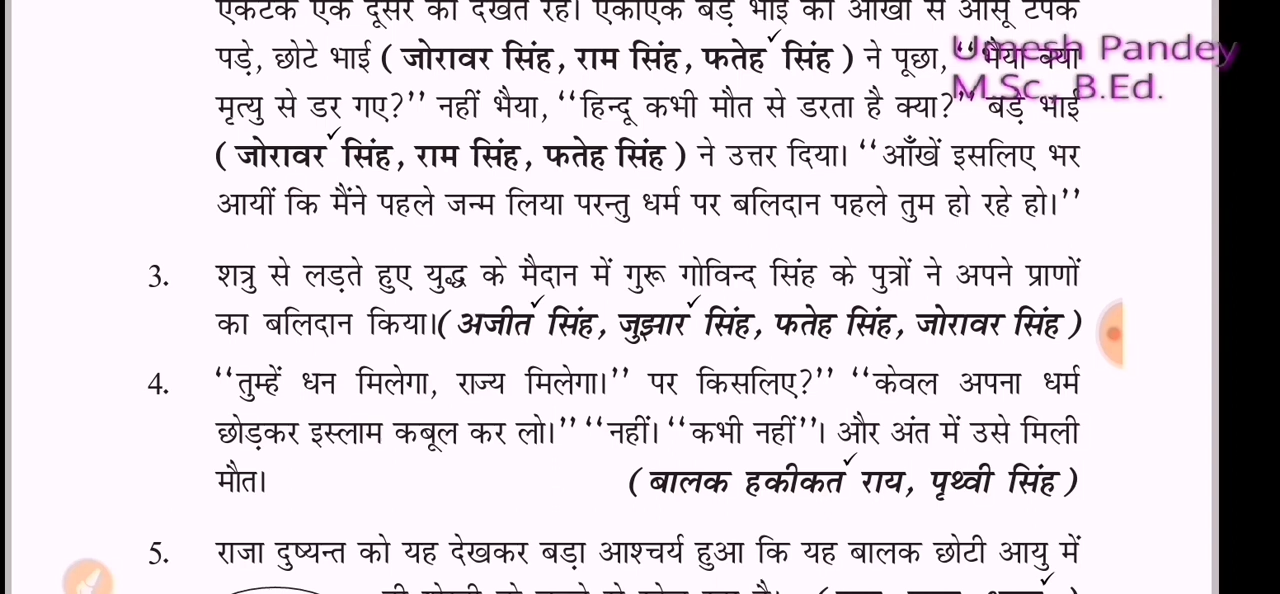 एकटक एक दूसरे को देखते रहे। एकाएक बड़े भाई की आँखों से आँसू टपक
पड़े, छोटे भाई (जोरावर सिंह, राम सिंह, फतेह ✓ सिंह) ने पूछा, “भैया क्या
Umesh Pandey
M.Sc., B.Ed.
मृत्यु से डर गए?” नहीं भैया, “हिन्दू कभी मौत से डरता है क्या?” बड़े भाई
(जोरावर ✓ सिंह, राम सिंह, फतेह सिंह) ने उत्तर दिया। “आँखें इसलिए भर
आयीं कि मैंने पहले जन्म लिया परन्तु धर्म पर बलिदान पहले तुम हो रहे हो।”
3. शत्रु से लड़ते हुए युद्ध के मैदान में गुरू गोविन्द सिंह के पुत्रों ने अपने प्राणों
का बलिदान किया।(अजीत ✓ सिंह, जुझार ✓ सिंह, फतेह सिंह, जोरावर सिंह)
4. “तुम्हें धन मिलेगा, राज्य मिलेगा।” पर किसलिए?” “केवल अपना धर्म
छोड़कर इस्लाम कबूल कर लो।” “नहीं। “कभी नहीं”। और अंत में उसे मिली
मौत। (बालक हकीकत ✓ राय, पृथ्वी सिंह)
5. राजा दुष्यन्त को यह देखकर बड़ा आश्चर्य हुआ कि यह बालक छोटी आयु में